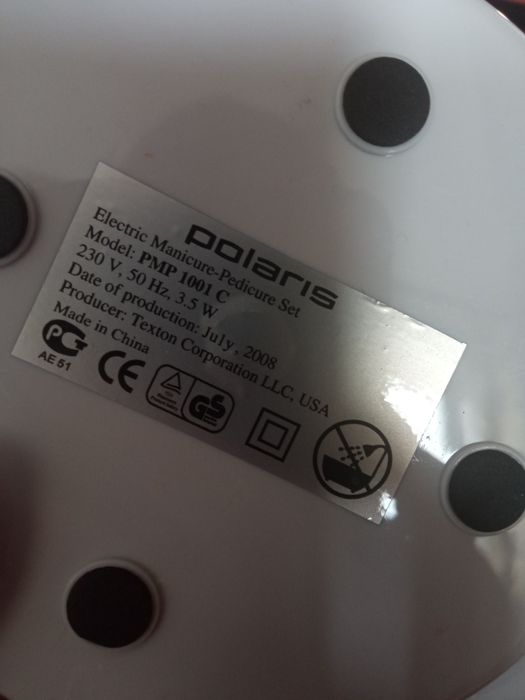 polaris
Electric Manicure-Pedicure Set
Model: PMP 1001 C
230 V, 50 Hz, 3.5 W
Date of production: July, 2008
Producer: Texton Corporation LLC, USA
Made in China
AE 51
CE
GS